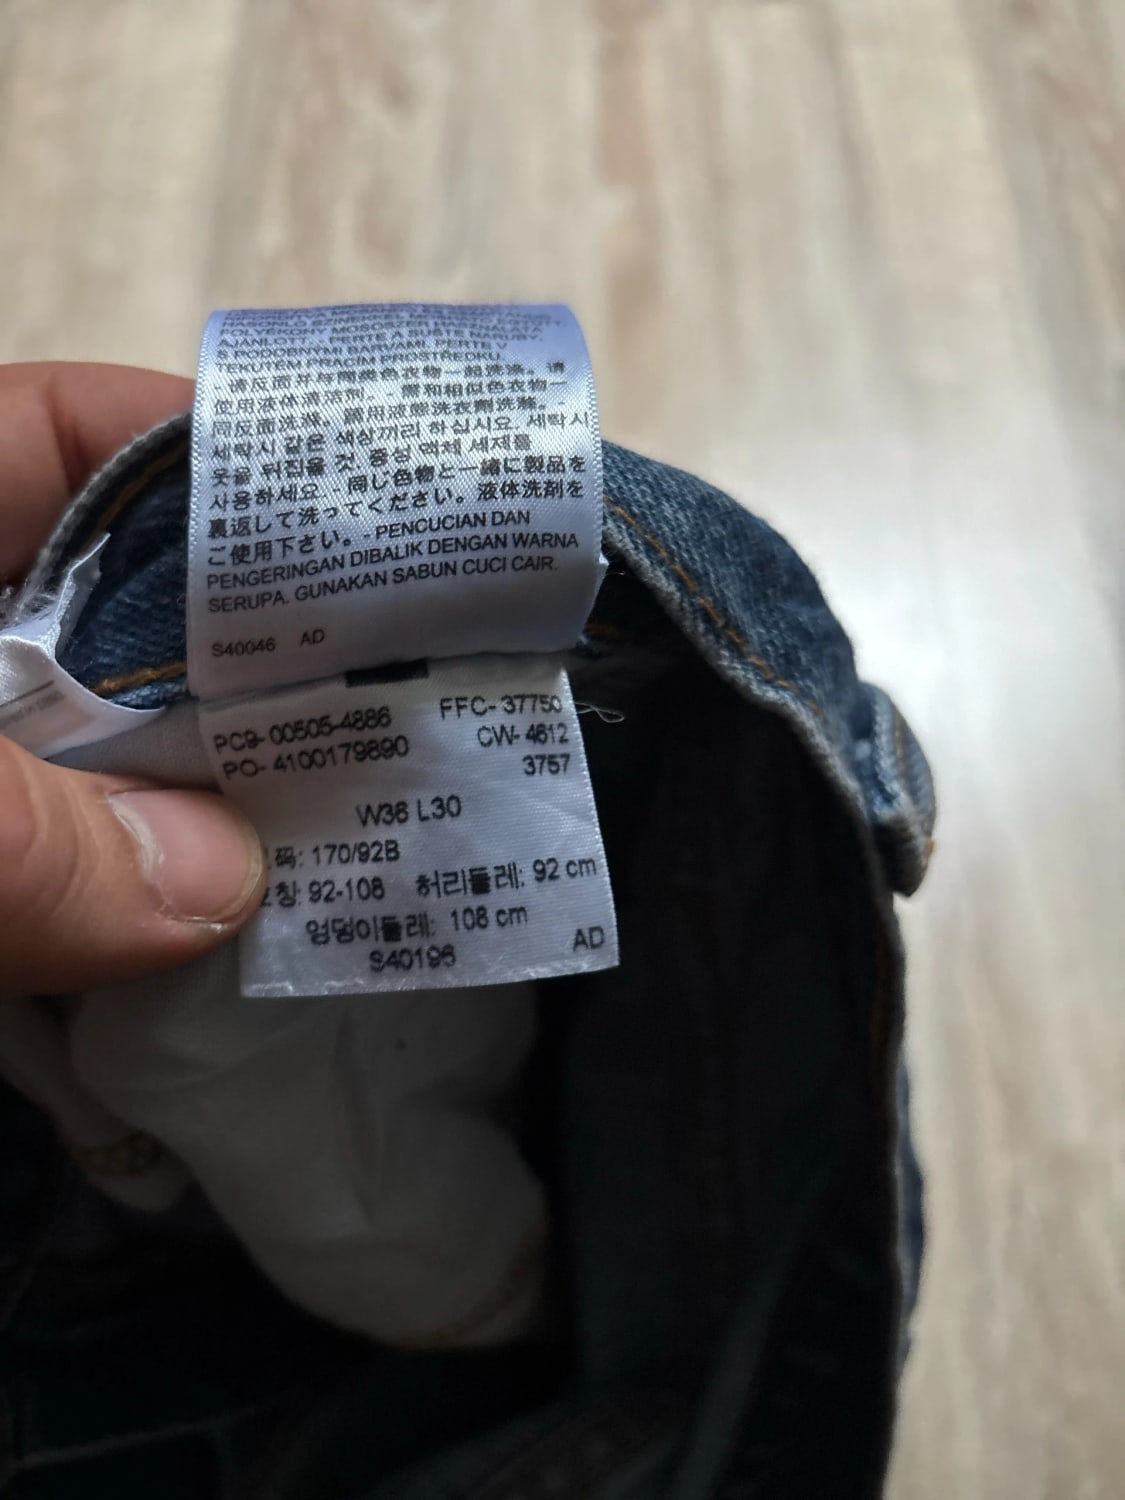 HASONLÓ SZÍNEKKEL
FOLYÉKONY MOSÓSZER HASZNÁLATA
AJÁNLOTT. - PERTE A SUŠTE NARUBY,
S PODOBNÝMI BARVAMI. PERTE V
TEKUTÉM PRACÍM PROSTŘEDKU.
- 请反面并与同类色衣物一起洗涤。请
使用液体清洁剂。- 需和相似色衣物一
同反面洗滌。請用液態洗衣劑洗滌。-
세탁시 같은 색상끼리 하십시요. 세탁시
옷을 뒤집을 것. 중성 액체 세제를
사용하세요. - 同じ色物と一緒に製品を
裏返して洗ってください。液体洗剤を
ご使用下さい。- PENCUCIAN DAN
PENGERINGAN DIBALIK DENGAN WARNA
SERUPA. GUNAKAN SABUN CUCI CAIR.
S40046 AD
PC9- 00505-4886 FFC- 37750
PO- 4100179890 CW- 4612
3757
W36 L30
码: 170/92B
칭: 92-108 허리둘레: 92 cm
엉덩이둘레: 108 cm
S40196 AD